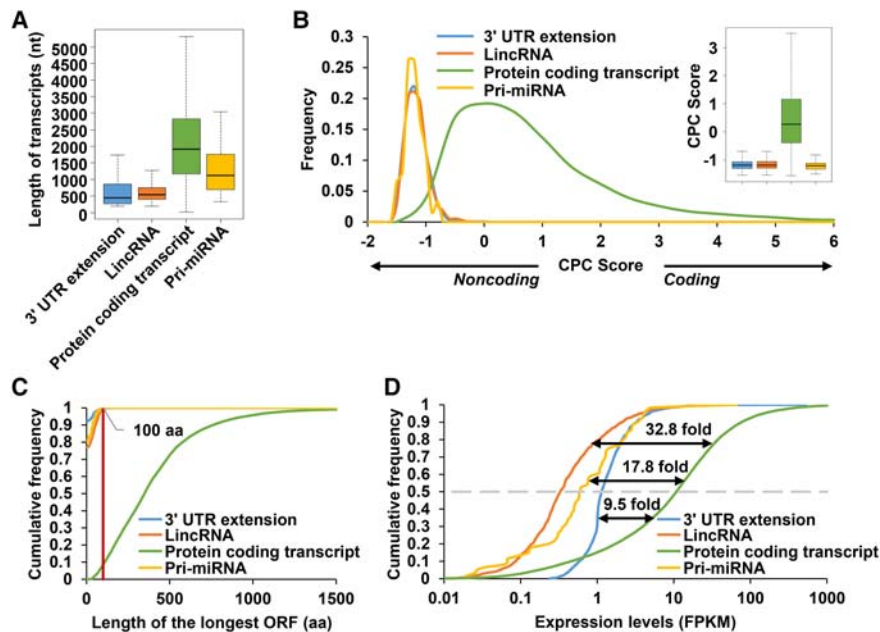 A
Length of transcripts (nt)
5000
5500
4500
4000
3500
3000
2500
2000
1500
1000
500
0
3' UTR extension
LincRNA
Protein coding transcript
Pri-miRNA
B
Frequency
0.35
0.3
0.25
0.2
0.15
0.1
0.05
0
-2
-1
0
1
2
3
4
5
6
3' UTR extension
LincRNA
Protein coding transcript
Pri-miRNA
CPC Score
3
2
1
0
-1
CPC Score
Noncoding
Coding
C
Cumulative frequency
1
0.9
0.8
0.7
0.6
0.5
0.4
0.3
0.2
0.1
0
100 aa
3' UTR extension
LincRNA
Protein coding transcript
Pri-miRNA
0
500
1000
1500
Length of the longest ORF (aa)
D
Cumulative frequency
1
0.9
0.8
0.7
0.6
0.5
0.4
0.3
0.2
0.1
0
32.8 fold
17.8 fold
9.5 fold
3' UTR extension
LincRNA
Protein coding transcript
Pri-miRNA
0.01
0.1
1
10
100
1000
Expression levels (FPKM)